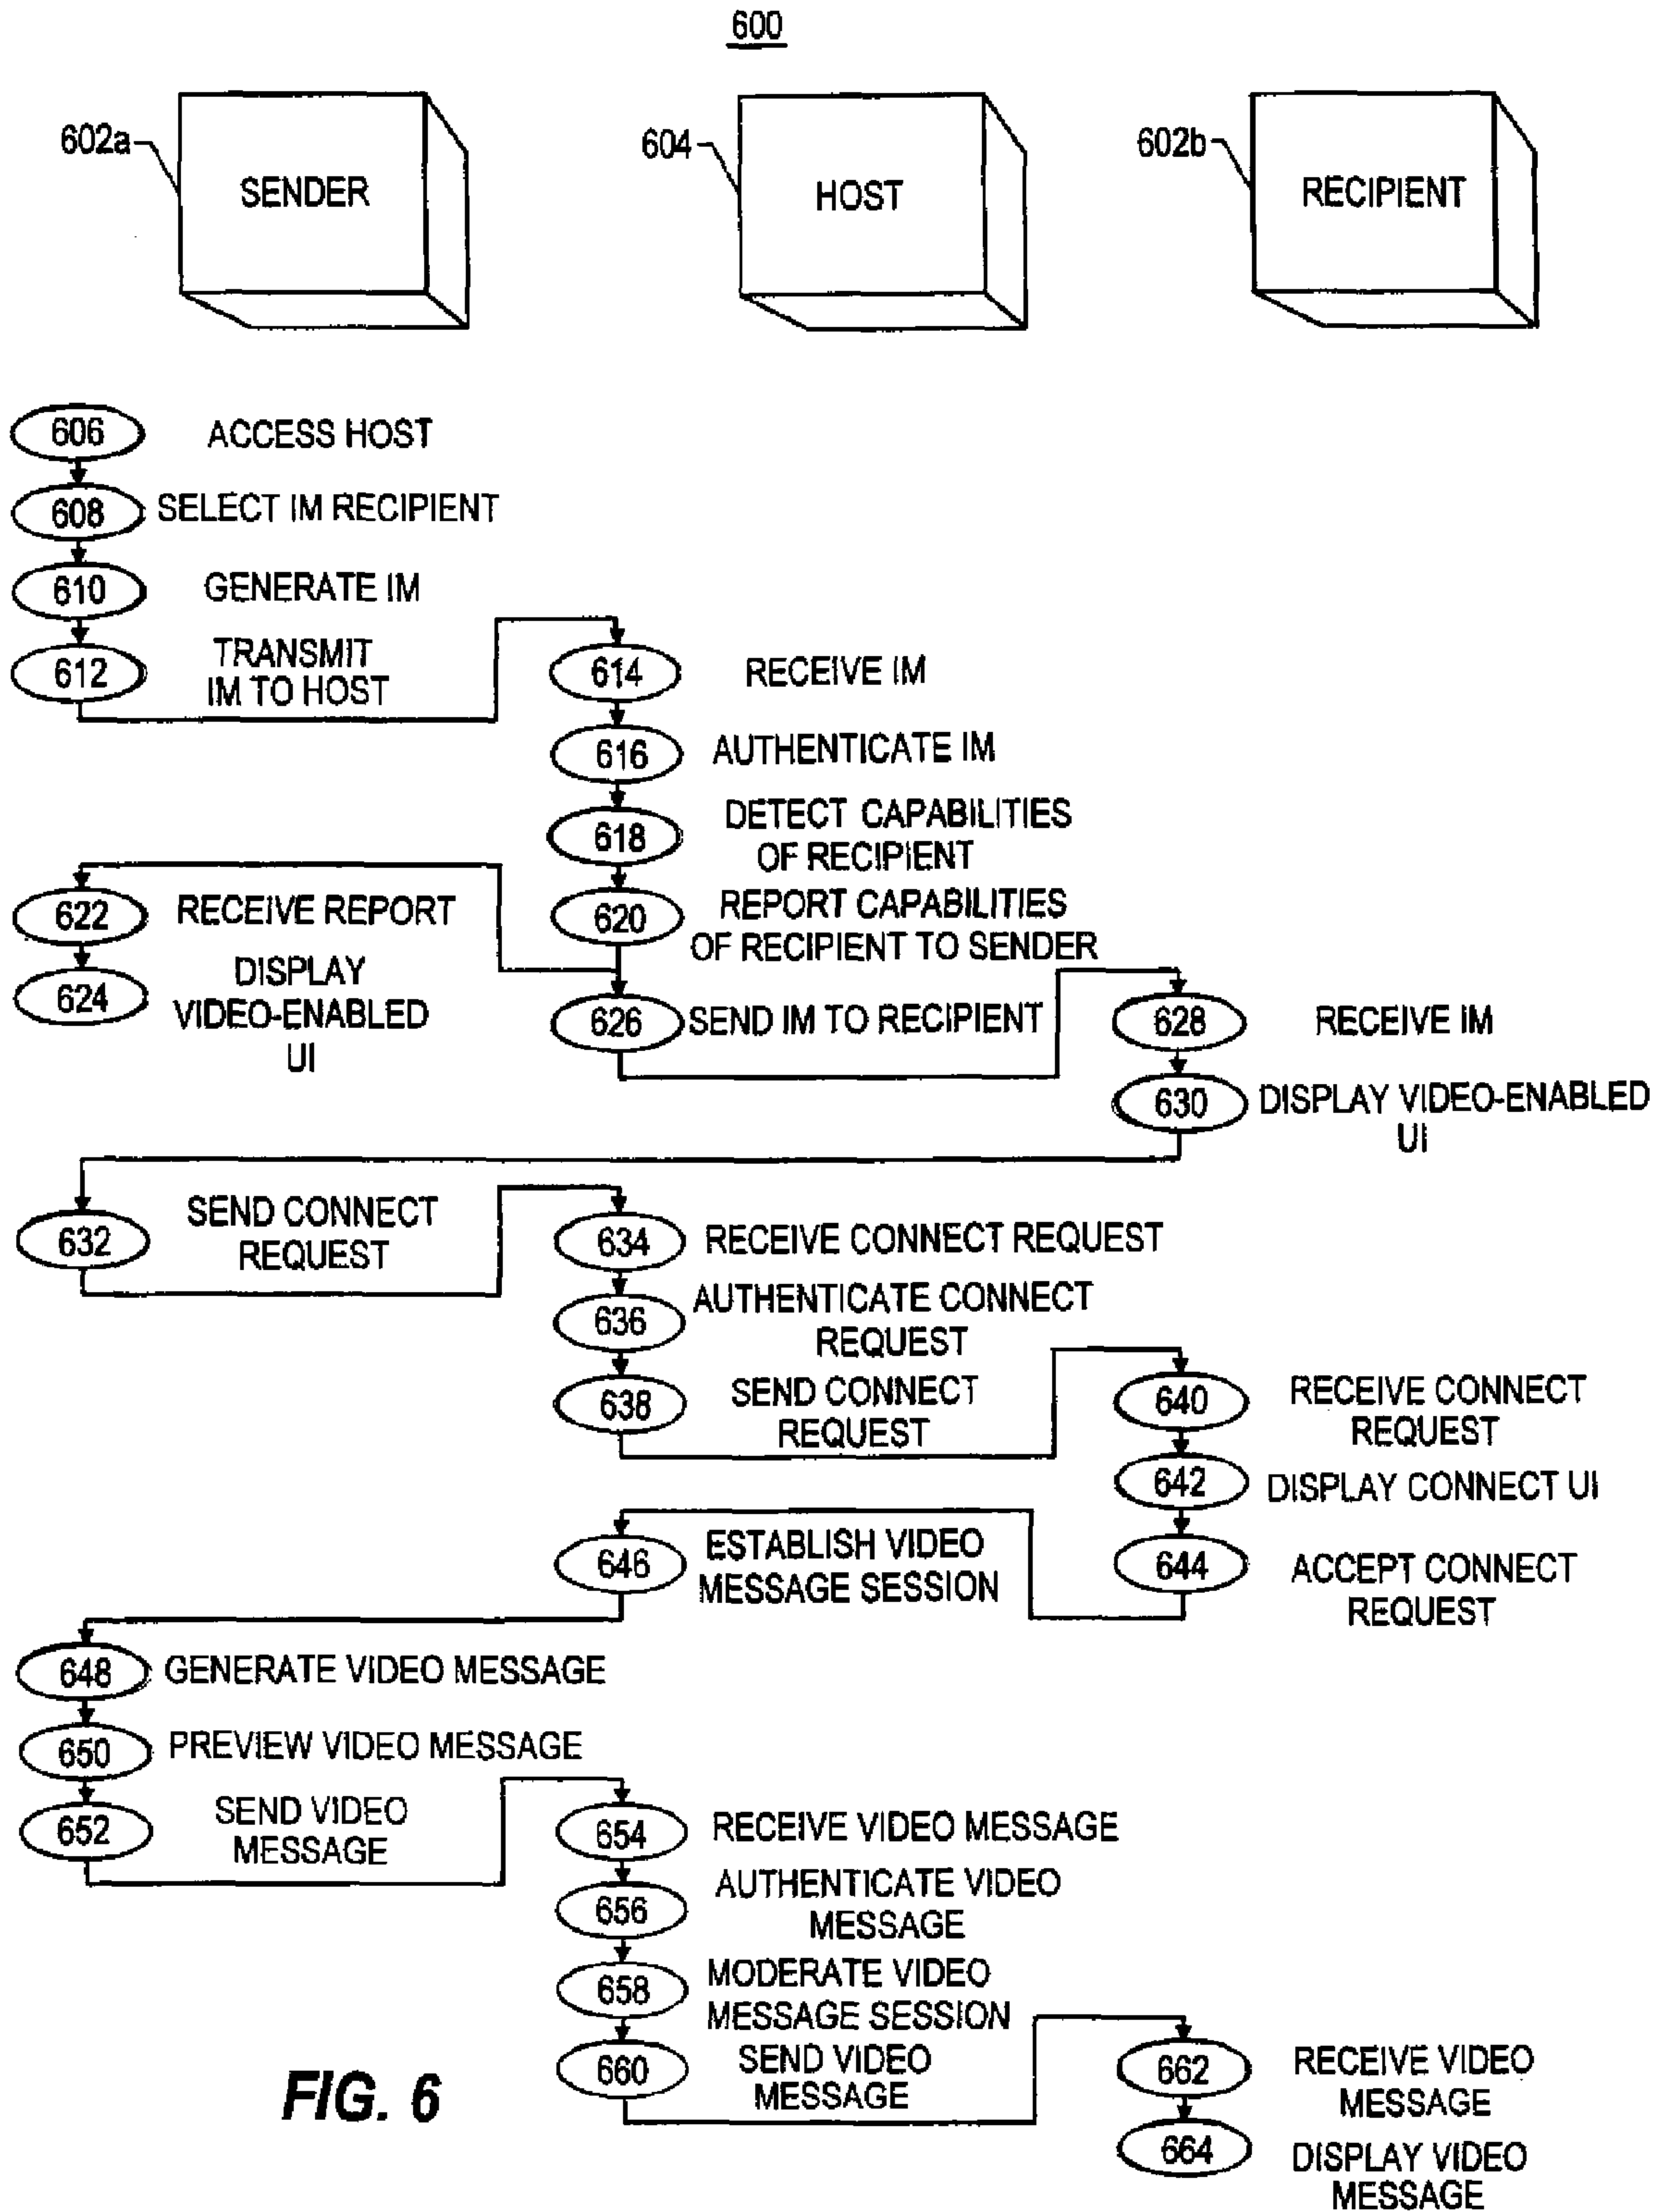 600
602a
SENDER
604
HOST
602b
RECIPIENT
606 ACCESS HOST
608 SELECT IM RECIPIENT
610 GENERATE IM
612 TRANSMIT
IM TO HOST
614 RECEIVE IM
616 AUTHENTICATE IM
618 DETECT CAPABILITIES
OF RECIPIENT
620 REPORT CAPABILITIES
OF RECIPIENT TO SENDER
622 RECEIVE REPORT
624 DISPLAY
VIDEO-ENABLED
UI
626 SEND IM TO RECIPIENT
628 RECEIVE IM
630 DISPLAY VIDEO-ENABLED
UI
632 SEND CONNECT
REQUEST
634 RECEIVE CONNECT REQUEST
636 AUTHENTICATE CONNECT
REQUEST
638 SEND CONNECT
REQUEST
640 RECEIVE CONNECT
REQUEST
642 DISPLAY CONNECT UI
644 ACCEPT CONNECT
REQUEST
646 ESTABLISH VIDEO
MESSAGE SESSION
648 GENERATE VIDEO MESSAGE
650 PREVIEW VIDEO MESSAGE
652 SEND VIDEO
MESSAGE
654 RECEIVE VIDEO MESSAGE
656 AUTHENTICATE VIDEO
MESSAGE
658 MODERATE VIDEO
MESSAGE SESSION
660 SEND VIDEO
MESSAGE
662 RECEIVE VIDEO
MESSAGE
664 DISPLAY VIDEO
MESSAGE
FIG. 6